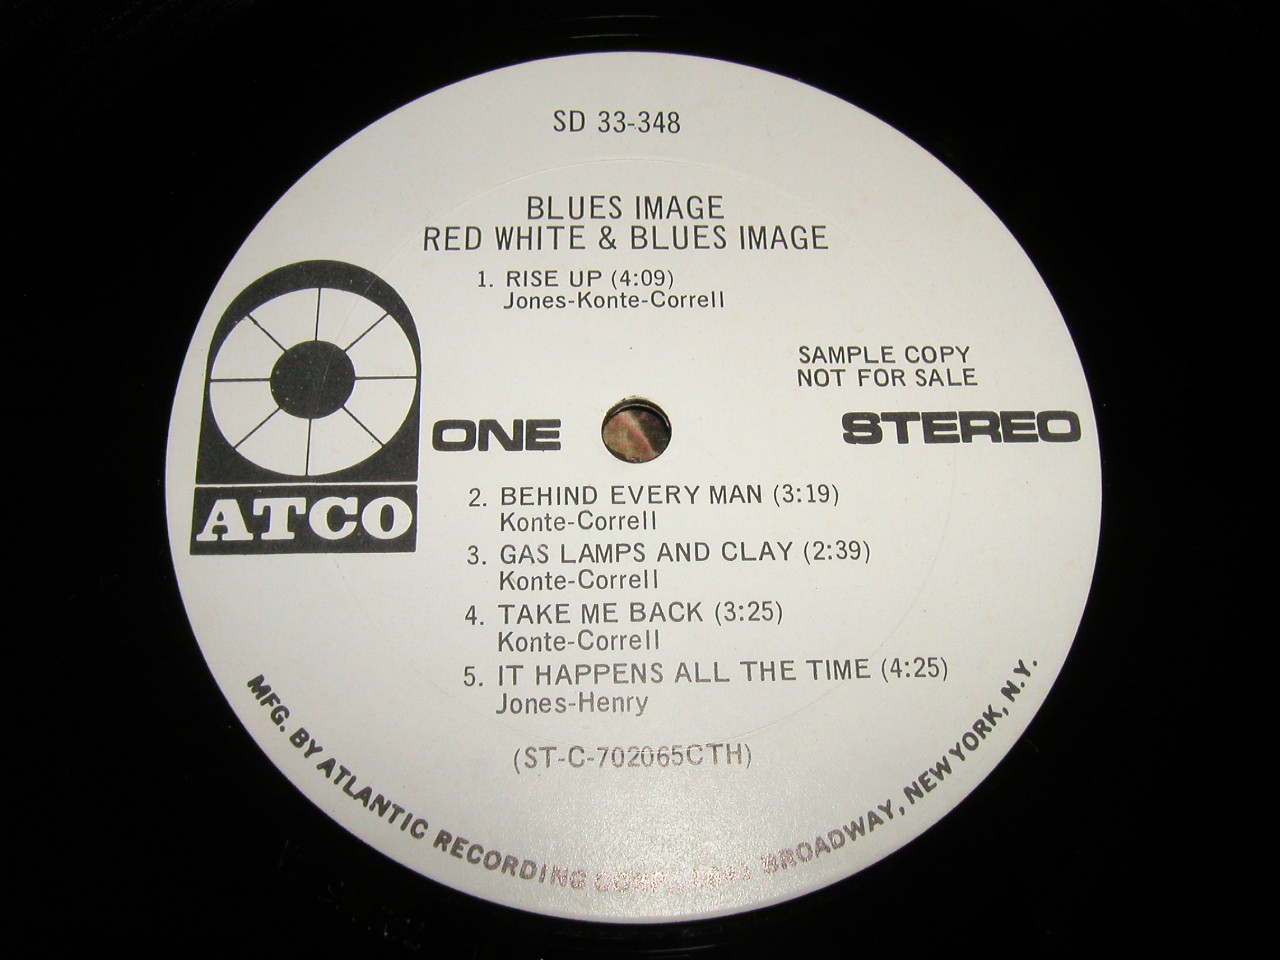 SD 33-348
BLUES IMAGE
RED WHITE & BLUES IMAGE
1. RISE UP (4:09)
Jones-Konte-Correll
SAMPLE COPY
NOT FOR SALE
ONE
STEREO
ATCO
2. BEHIND EVERY MAN (3:19)
Konte-Correll
3. GAS LAMPS AND CLAY (2:39)
Konte-Correll
4. TAKE ME BACK (3:25)
Konte-Correll
5. IT HAPPENS ALL THE TIME (4:25)
Jones-Henry
(ST-C-702065CTH)
MFG. BY ATLANTIC RECORDING CORP., 1841 BROADWAY, NEW YORK, N.Y.